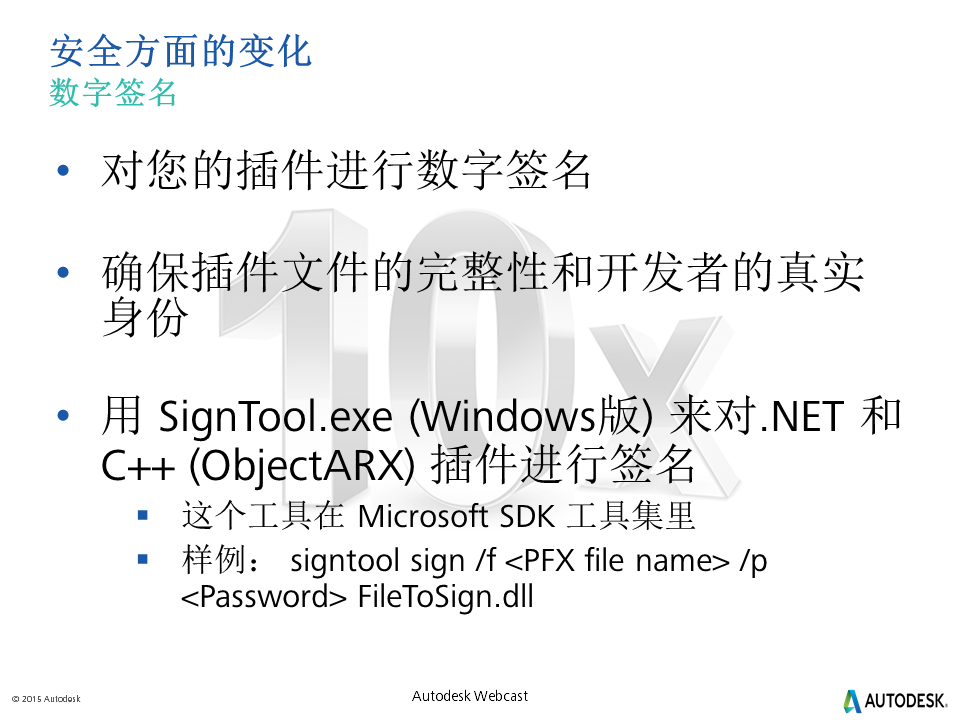 安全方面的变化
数字签名
• 对您的插件进行数字签名
• 确保插件文件的完整性和开发者的真实
身份
• 用 SignTool.exe (Windows版) 来对.NET 和
C++ (ObjectARX) 插件进行签名
▪ 这个工具在 Microsoft SDK 工具集里
▪ 样例： signtool sign /f <PFX file name> /p
<Password> FileToSign.dll
10x
© 2015 Autodesk
Autodesk Webcast
AUTODESK.